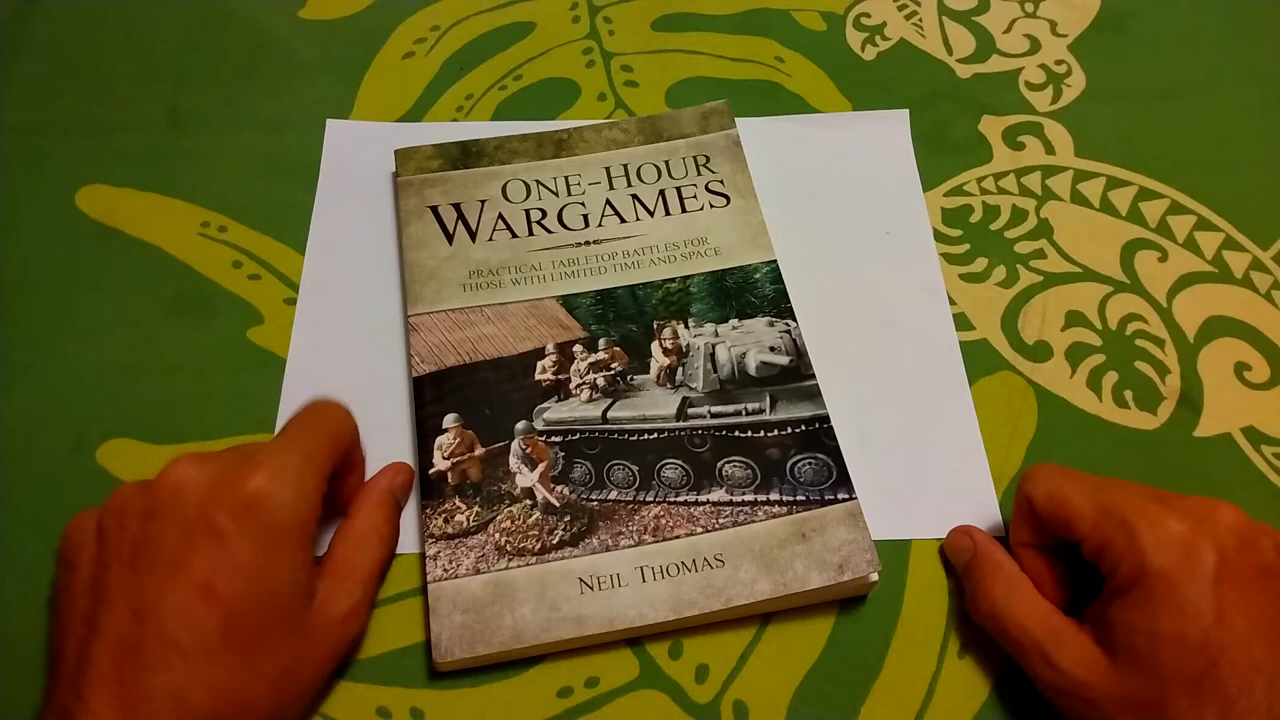 ONE-HOUR
WARGAMES
PRACTICAL TABLETOP BATTLES FOR
THOSE WITH LIMITED TIME AND SPACE
NEIL THOMAS